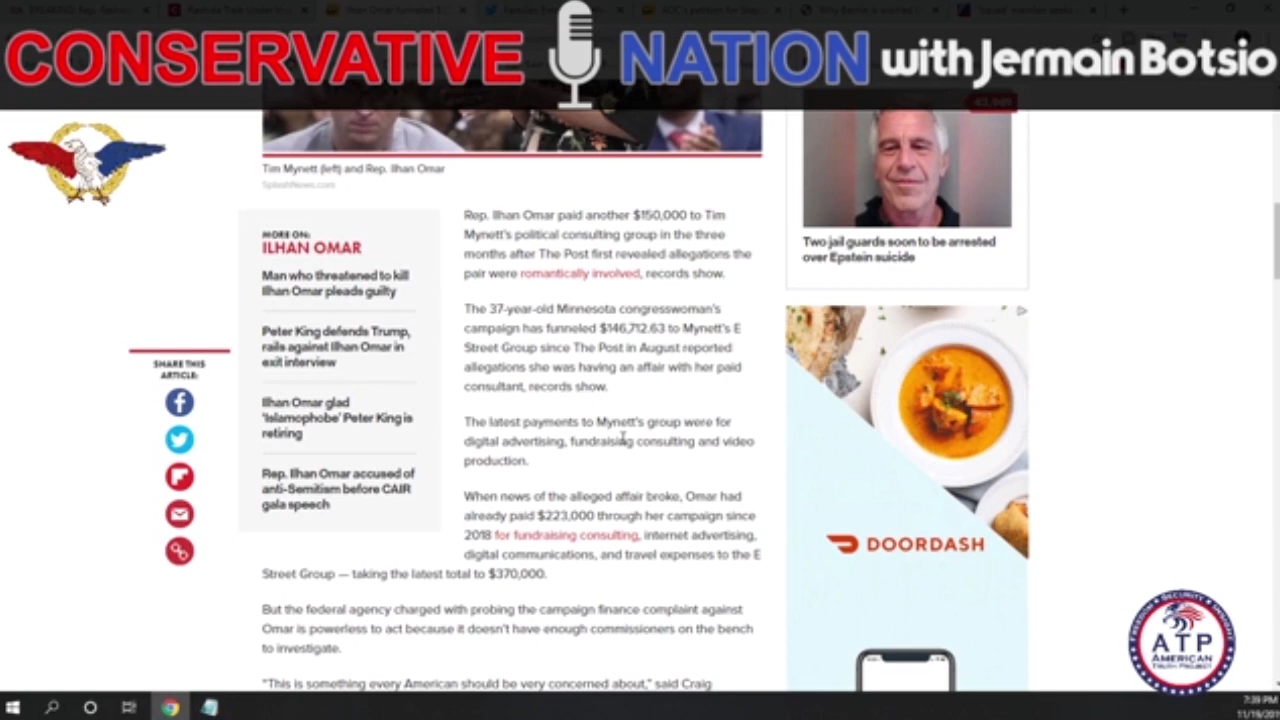 CONSERVATIVE NATION with Jermain Botsio
Tim Mynett (left) and Rep. Ilhan Omar
SplashNews.com
MORE ON:
ILHAN OMAR
Man who threatened to kill
Ilhan Omar pleads guilty
Peter King defends Trump,
rails against Ilhan Omar in
exit interview
Ilhan Omar glad
'Islamophobe' Peter King is
retiring
Rep. Ilhan Omar accused of
anti-Semitism before CAIR
gala speech
SHARE THIS
ARTICLE:
Rep. Ilhan Omar paid another $150,000 to Tim
Mynett's political consulting group in the three
months after The Post first revealed allegations the
pair were romantically involved, records show.
The 37-year-old Minnesota congresswoman's
campaign has funneled $146,712.63 to Mynett's E
Street Group since The Post in August reported
allegations she was having an affair with her paid
consultant, records show.
The latest payments to Mynett's group were for
digital advertising, fundraising consulting and video
production.
When news of the alleged affair broke, Omar had
already paid $223,000 through her campaign since
2018 for fundraising consulting, internet advertising,
digital communications, and travel expenses to the E
Street Group — taking the latest total to $370,000.
But the federal agency charged with probing the campaign finance complaint against
Omar is powerless to act because it doesn't have enough commissioners on the bench
to investigate.
"This is something every American should be very concerned about," said Craig
Two jail guards soon to be arrested
over Epstein suicide
DOORDASH
ATP
AMERICAN
TRUTH PROJECT
7:39 PM